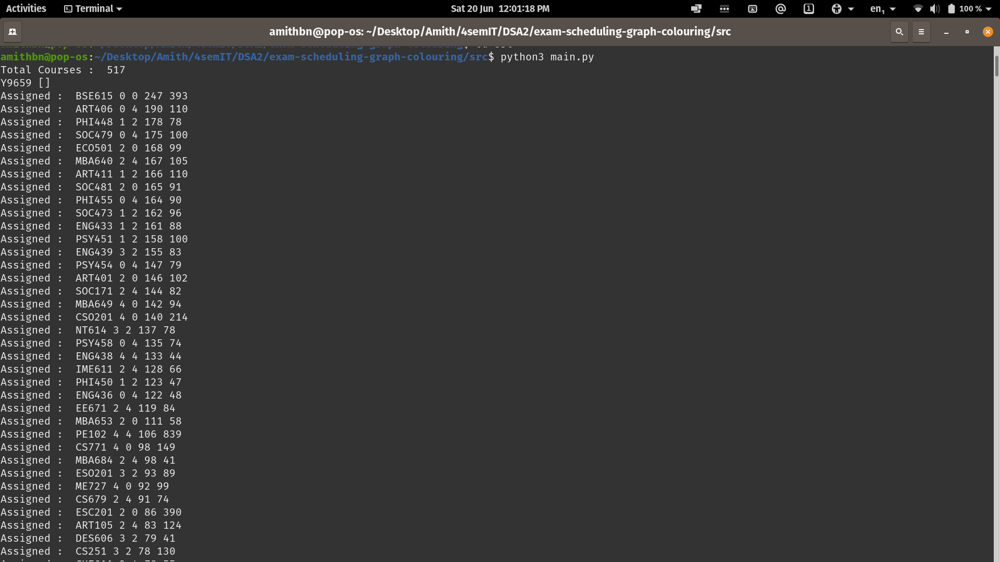 Activities Terminal Sat 20 Jun 12:01:18 PM 1 en1 100 %
amithbn@pop-os: ~/Desktop/Amith/4semIT/DSA2/exam-scheduling-graph-colouring/src
amithbn@pop-os:~/Desktop/Amith/4semIT/DSA2/exam-scheduling-graph-colouring/src$ python3 main.py
Total Courses :  517
Y9659 []
Assigned :  BSE615 0 0 247 393
Assigned :  ART406 0 4 190 110
Assigned :  PHI448 1 2 178 78
Assigned :  SOC479 0 4 175 100
Assigned :  ECO501 2 0 168 99
Assigned :  MBA640 2 4 167 105
Assigned :  ART411 1 2 166 110
Assigned :  SOC481 2 0 165 91
Assigned :  PHI455 0 4 164 90
Assigned :  SOC473 1 2 162 96
Assigned :  ENG433 1 2 161 88
Assigned :  PSY451 1 2 158 100
Assigned :  ENG439 3 2 155 83
Assigned :  PSY454 0 4 147 79
Assigned :  ART401 2 0 146 102
Assigned :  SOC171 2 4 144 82
Assigned :  MBA649 4 0 142 94
Assigned :  CSO201 4 0 140 214
Assigned :  NT614 3 2 137 78
Assigned :  PSY458 0 4 135 74
Assigned :  ENG438 4 4 133 44
Assigned :  IME611 2 4 128 66
Assigned :  PHI450 1 2 123 47
Assigned :  ENG436 0 4 122 48
Assigned :  EE671 2 4 119 84
Assigned :  MBA653 2 0 111 58
Assigned :  PE102 4 4 106 839
Assigned :  CS771 4 0 98 149
Assigned :  MBA684 2 4 98 41
Assigned :  ESO201 3 2 93 89
Assigned :  ME727 4 0 92 99
Assigned :  CS679 2 4 91 74
Assigned :  ESC201 2 0 86 390
Assigned :  ART105 2 4 83 124
Assigned :  DES606 3 2 79 41
Assigned :  CS251 3 2 78 130